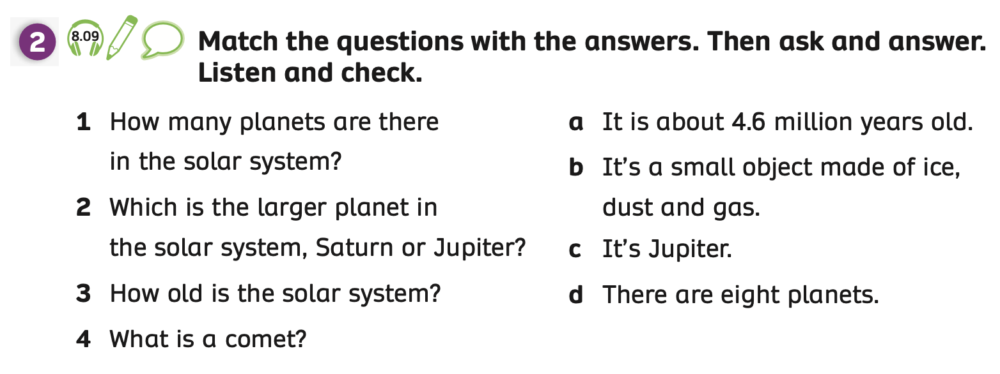 2 8.09 Match the questions with the answers. Then ask and answer.
Listen and check.
1 How many planets are there
in the solar system?
2 Which is the larger planet in
the solar system, Saturn or Jupiter?
3 How old is the solar system?
4 What is a comet?
a It is about 4.6 million years old.
b It's a small object made of ice,
dust and gas.
c It's Jupiter.
d There are eight planets.